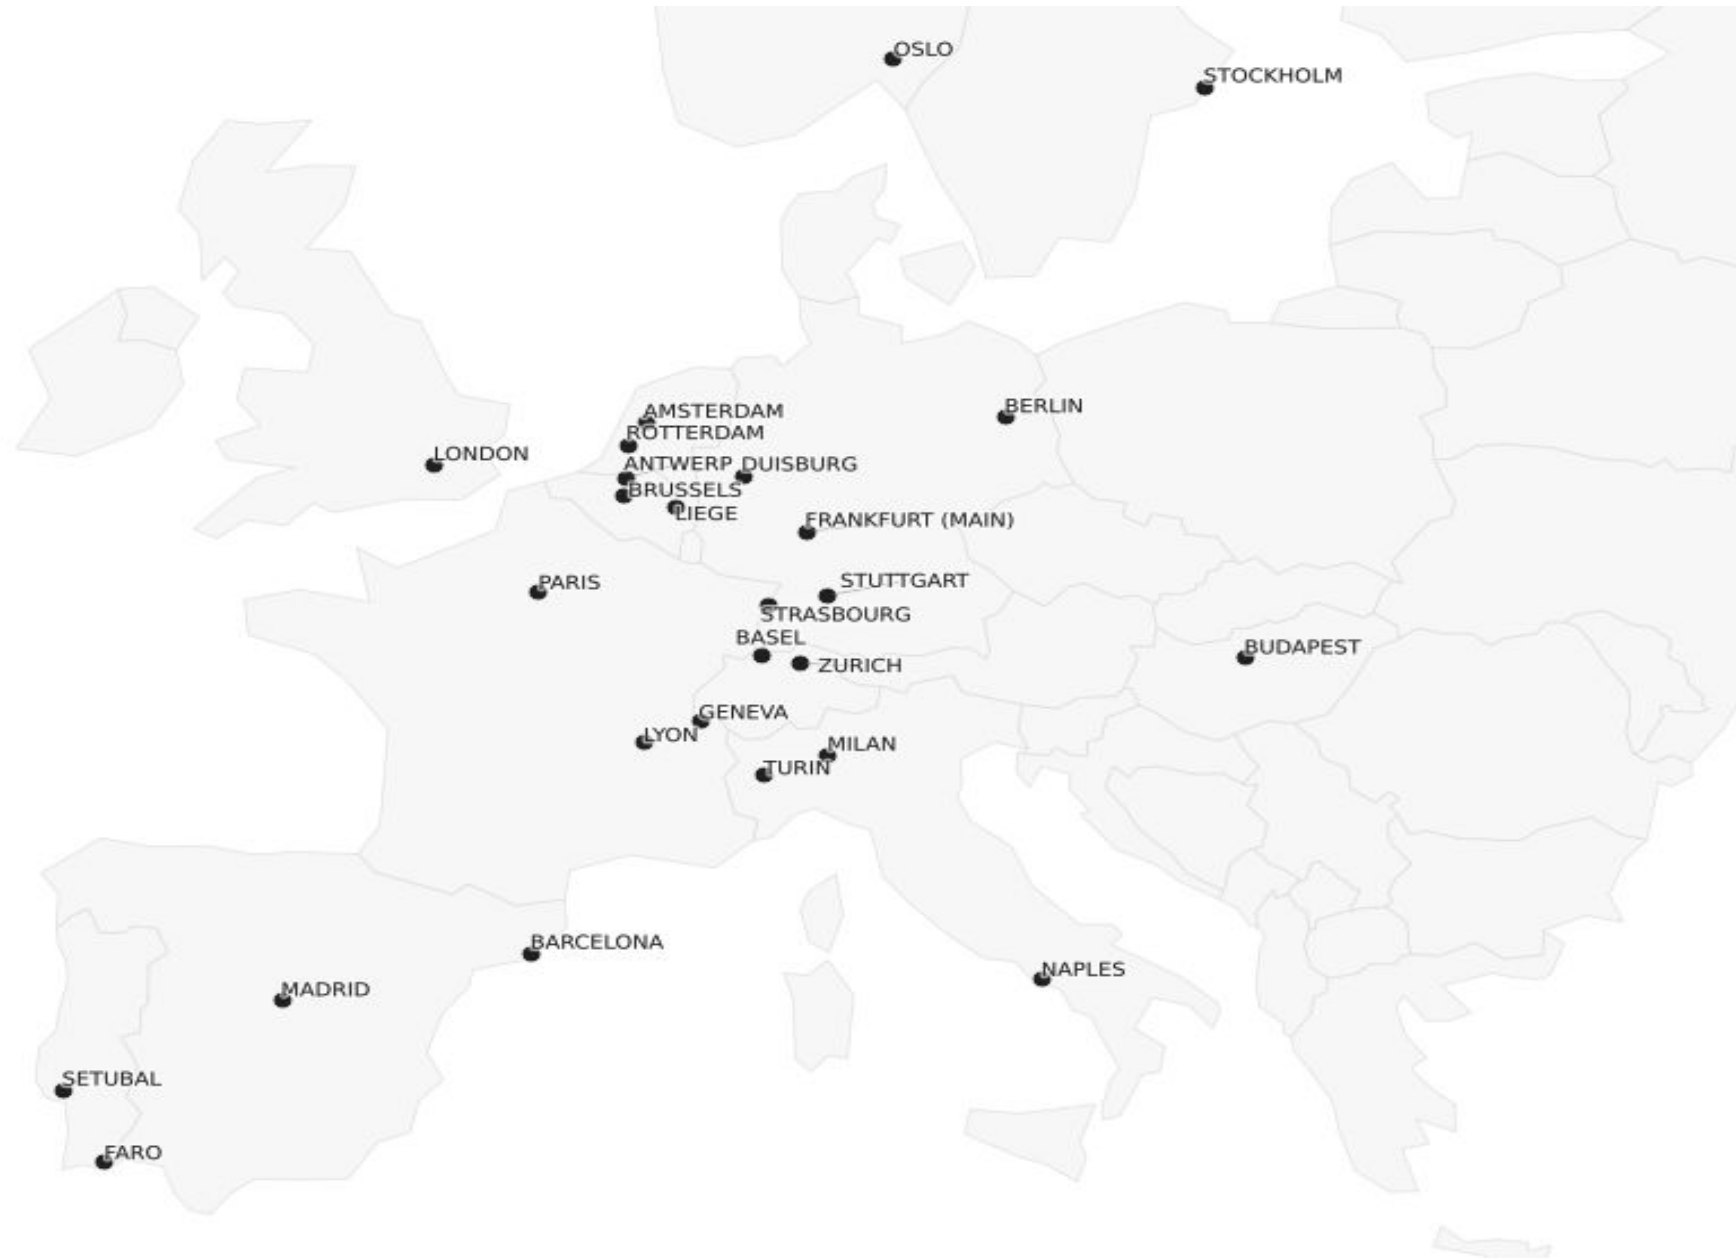 OSLO
STOCKHOLM
AMSTERDAM
BERLIN
ROTTERDAM
LONDON
ANTWERP
DUISBURG
BRUSSELS
LIEGE
FRANKFURT (MAIN)
PARIS
STUTTGART
STRASBOURG
BASEL
BUDAPEST
ZURICH
GENEVA
LYON
MILAN
TURIN
BARCELONA
NAPLES
MADRID
SETUBAL
FARO